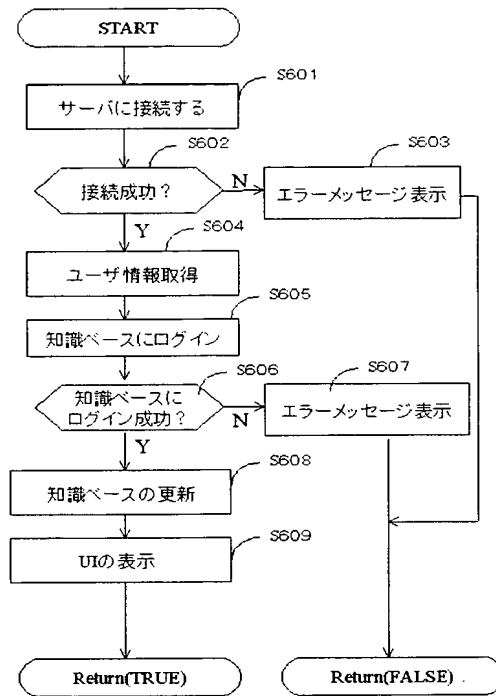 START
S601
サーバに接続する
S602
接続成功？
N
S603
エラーメッセージ表示
Y
S604
ユーザ情報取得
S605
知識ベースにログイン
S606
知識ベースに
ログイン成功？
N
S607
エラーメッセージ表示
Y
S608
知識ベースの更新
S609
UIの表示
Return(TRUE)
Return(FALSE)